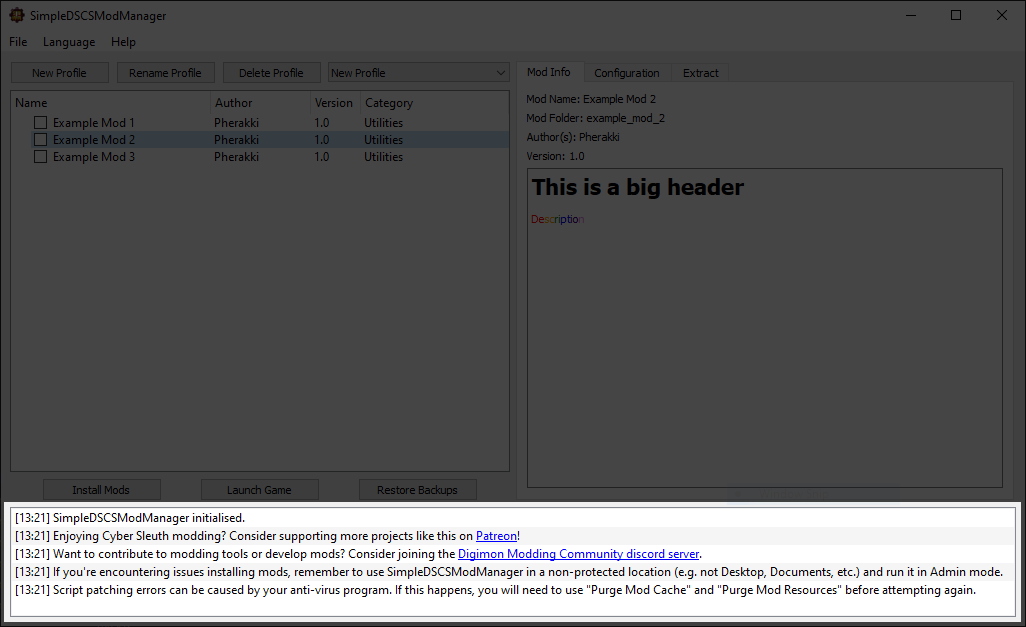 SimpleDSCSModManager
File Language Help
New Profile Rename Profile Delete Profile New Profile
Mod Info Configuration Extract
Name Author Version Category
Example Mod 1 Pherakki 1.0 Utilities
Example Mod 2 Pherakki 1.0 Utilities
Example Mod 3 Pherakki 1.0 Utilities
Mod Name: Example Mod 2
Mod Folder: example_mod_2
Author(s): Pherakki
Version: 1.0
This is a big header
Description
Install Mods Launch Game Restore Backups
[13:21] SimpleDSCSModManager initialised.
[13:21] Enjoying Cyber Sleuth modding? Consider supporting more projects like this on Patreon!
[13:21] Want to contribute to modding tools or develop mods? Consider joining the Digimon Modding Community discord server.
[13:21] If you're encountering issues installing mods, remember to use SimpleDSCSModManager in a non-protected location (e.g. not Desktop, Documents, etc.) and run it in Admin mode.
[13:21] Script patching errors can be caused by your anti-virus program. If this happens, you will need to use "Purge Mod Cache" and "Purge Mod Resources" before attempting again.